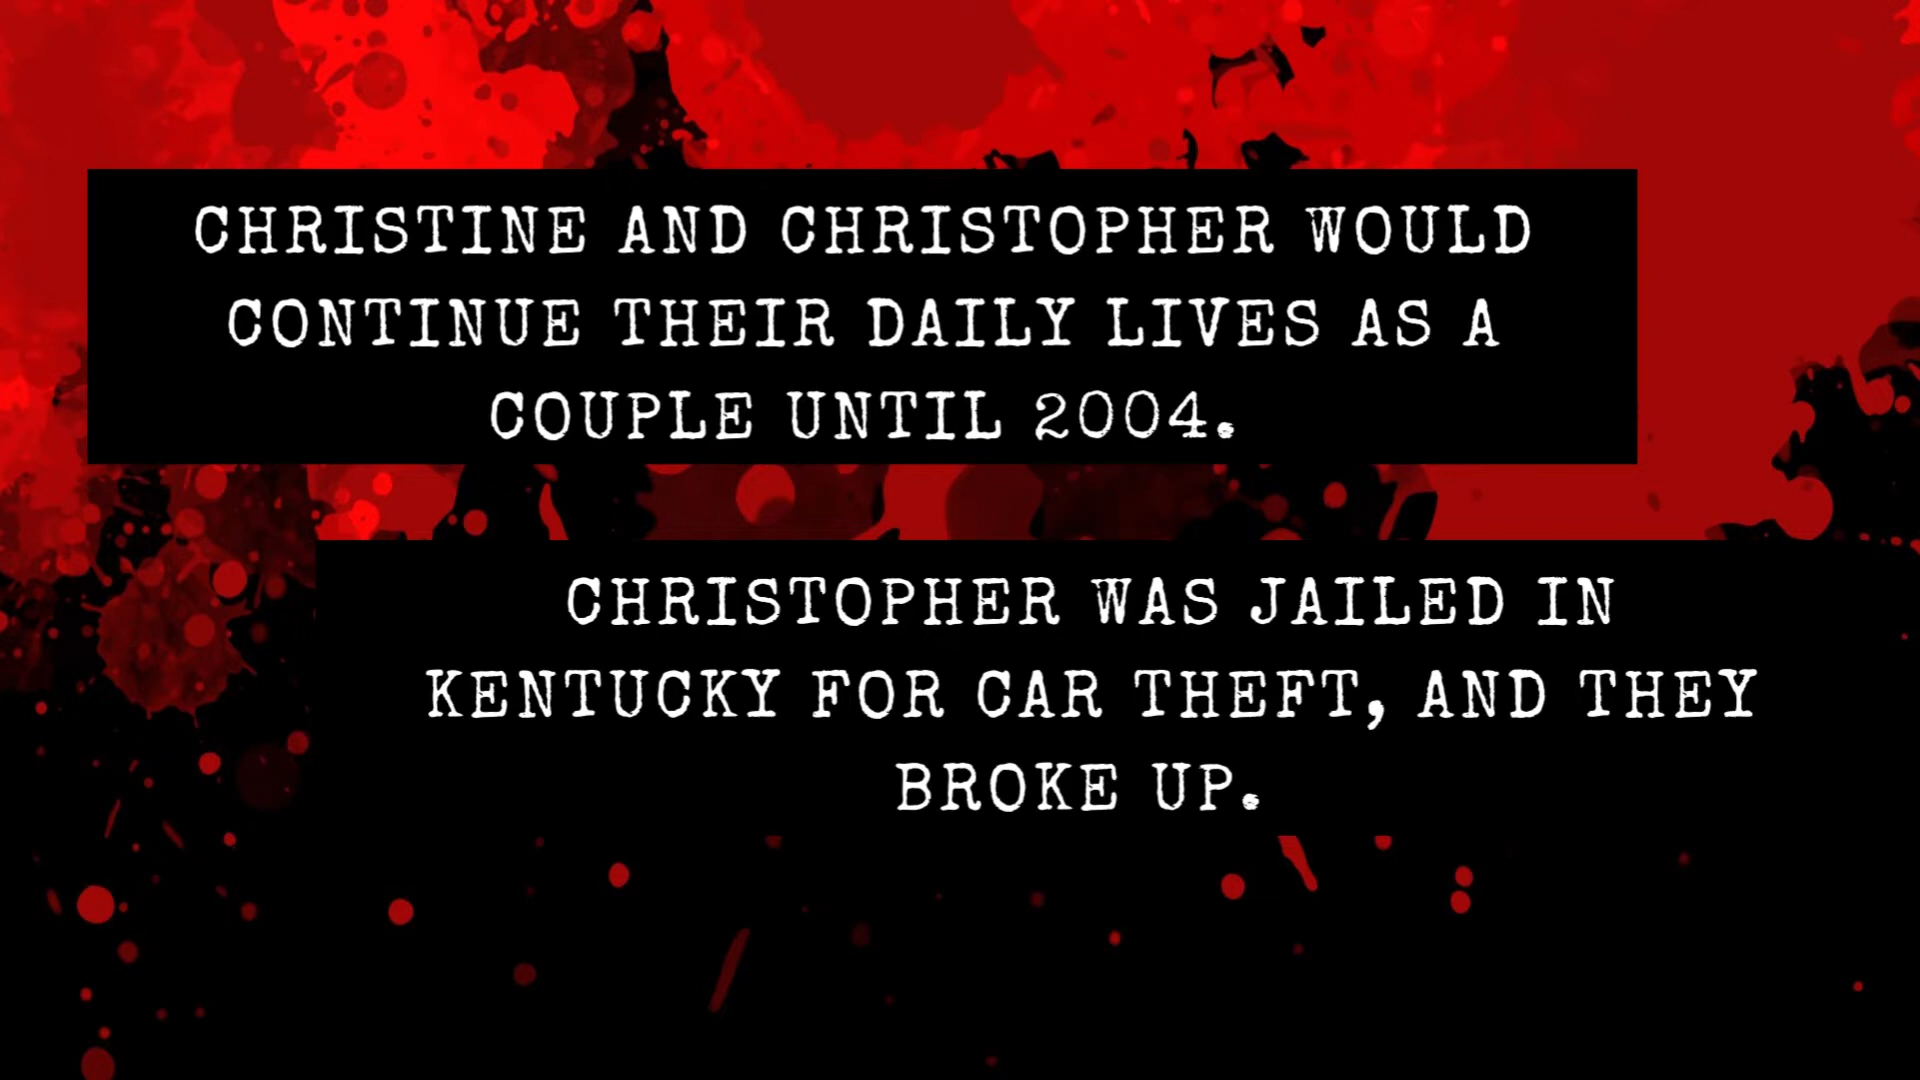 CHRISTINE AND CHRISTOPHER WOULD
CONTINUE THEIR DAILY LIVES AS A
COUPLE UNTIL 2004.
CHRISTOPHER WAS JAILED IN
KENTUCKY FOR CAR THEFT, AND THEY
BROKE UP.